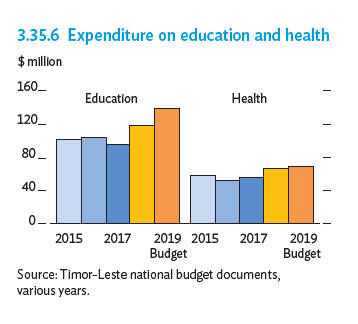 3.35.6 Expenditure on education and health
$ million
160
Education Health
120
80
40
0
2015 2017 2019 2015 2017 2019
Budget Budget
Source: Timor-Leste national budget documents,
various years.